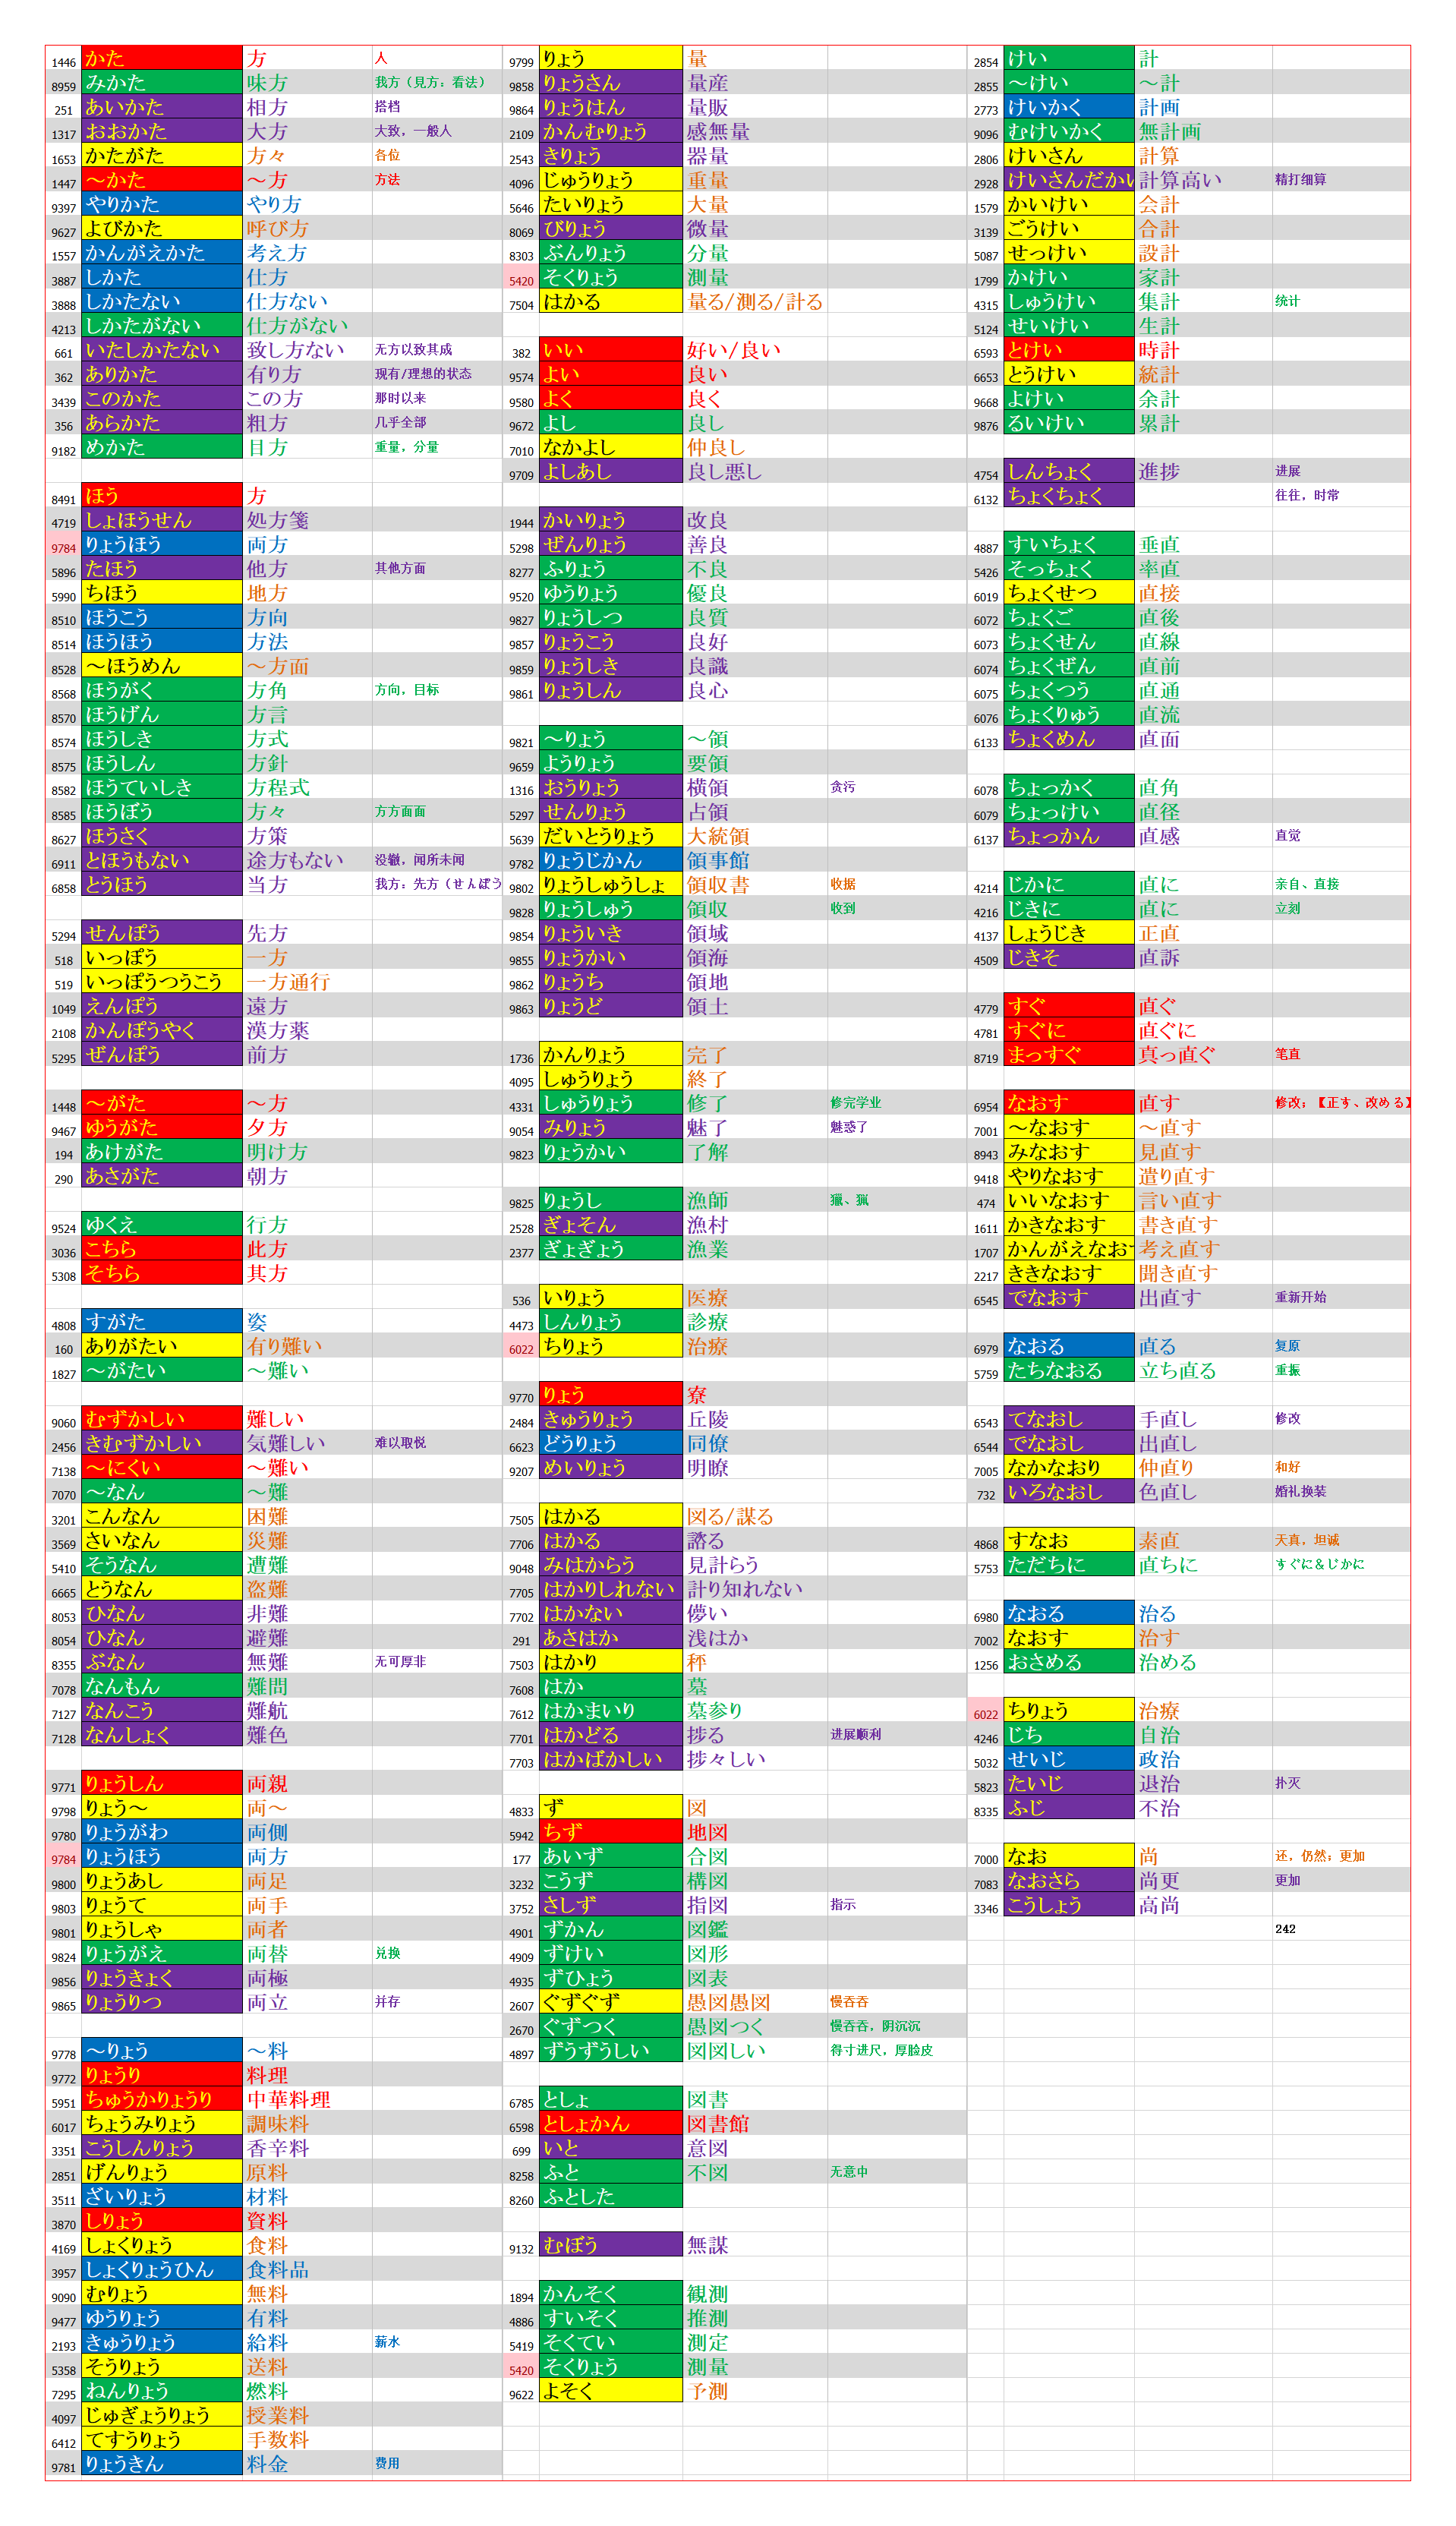 1446 かた 方 人
8959 みかた 味方 我方（見方：看法）
251 あいかた 相方 搭档
1317 おおかた 大方 大致，一般人
1653 かたがた 方々 各位
1447 ～かた ～方 方法
9397 やりかた やり方
9627 よびかた 呼び方
1557 かんがえかた 考え方
3887 しかた 仕方
3888 しかたない 仕方ない
4213 しかたがない 仕方がない
661 いたしかたない 致し方ない 无方以致其成
362 ありかた 有り方 现有/理想的状态
3439 このかた この方 那时以来
356 あらかた 粗方 几乎全部
9182 めかた 目方 重量，分量
8491 ほう 方
4719 しょほうせん 処方箋
9784 りょうほう 両方
5896 たほう 他方 其他方面
5990 ちほう 地方
8510 ほうこう 方向
8514 ほうほう 方法
8528 ～ほうめん ～方面
8568 ほうがく 方角 方向，目标
8570 ほうげん 方言
8574 ほうしき 方式
8575 ほうしん 方針
8582 ほうていしき 方程式
8585 ほうぼう 方々 方方面面
8627 ほうさく 方策
6911 とほうもない 途方もない 没辙，闻所未闻
6858 とうほう 当方 我方：先方（せんぽう
5294 せんぽう 先方
518 いっぽう 一方
519 いっぽうつうこう 一方通行
1049 えんぽう 遠方
2108 かんぽうやく 漢方薬
5295 ぜんぽう 前方
1448 ～がた ～方
9467 ゆうがた 夕方
194 あけがた 明け方
290 あさがた 朝方
9524 ゆくえ 行方
3036 こちら 此方
5308 そちら 其方
4808 すがた 姿
160 ありがたい 有り難い
1827 ～がたい ～難い
9060 むずかしい 難しい
2456 きむずかしい 気難しい 难以取悦
7138 ～にくい ～難い
7070 ～なん ～難
3201 こんなん 困難
3569 さいなん 災難
5410 そうなん 遭難
6665 とうなん 盗難
8053 ひなん 非難
8054 ひなん 避難
8355 ぶなん 無難 无可厚非
7078 なんもん 難問
7127 なんこう 難航
7128 なんしょく 難色
9771 りょうしん 両親
9798 りょう～ 両～
9780 りょうがわ 両側
9784 りょうほう 両方
9800 りょうあし 両足
9803 りょうて 両手
9801 りょうしゃ 両者
9824 りょうがえ 両替 兑换
9856 りょうきょく 両極
9865 りょうりつ 両立 并存
9778 ～りょう ～料
9772 りょうり 料理
5951 ちゅうかりょうり 中華料理
6017 ちょうみりょう 調味料
3351 こうしんりょう 香辛料
2851 げんりょう 原料
3511 ざいりょう 材料
3870 しりょう 資料
4169 しょくりょう 食料
3957 しょくりょうひん 食料品
9090 むりょう 無料
9477 ゆうりょう 有料
2193 きゅうりょう 給料 薪水
5358 そうりょう 送料
7295 ねんりょう 燃料
4097 じゅぎょうりょう 授業料
6412 てすうりょう 手数料
9781 りょうきん 料金 费用
9799 りょう 量
9858 りょうさん 量産
9864 りょうはん 量販
2109 かんむりょう 感無量
2543 きりょう 器量
4096 じゅうりょう 重量
5646 たいりょう 大量
8069 びりょう 微量
8303 ぶんりょう 分量
5420 そくりょう 測量
7504 はかる 量る/測る/計る
382 いい 好い/良い
9574 よい 良い
9580 よく 良く
9672 よし 良し
7010 なかよし 仲良し
9709 よしあし 良し悪し
1944 かいりょう 改良
5298 ぜんりょう 善良
8277 ふりょう 不良
9520 ゆうりょう 優良
9827 りょうしつ 良質
9857 りょうこう 良好
9859 りょうしき 良識
9861 りょうしん 良心
9821 ～りょう ～領
9659 ようりょう 要領
1316 おうりょう 横領 贪污
5297 せんりょう 占領
5639 だいとうりょう 大統領
9782 りょうじかん 領事館
9802 りょうしゅうしょ 領収書 收据
9828 りょうしゅう 領収 收到
9854 りょういき 領域
9855 りょうかい 領海
9862 りょうち 領地
9863 りょうど 領土
1736 かんりょう 完了
4095 しゅうりょう 終了
4331 しゅうりょう 修了 修完学业
9054 みりょう 魅了 魅惑了
9823 りょうかい 了解
9825 りょうし 漁師 獵、猟
2528 ぎょそん 漁村
2377 ぎょぎょう 漁業
536 いりょう 医療
4473 しんりょう 診療
6022 ちりょう 治療
9770 りょう 寮
2484 きゅうりょう 丘陵
6623 どうりょう 同僚
9207 めいりょう 明瞭
7505 はかる 図る/謀る
7706 はかる 諮る
9048 みはからう 見計らう
7705 はかりしれない 計り知れない
7702 はかない 儚い
291 あさはか 浅はか
7503 はかり 秤
7608 はか 墓
7612 はかまいり 墓参り
7701 はかどる 捗る 进展顺利
7703 はかばかしい 捗々しい
4833 ず 図
5942 ちず 地図
177 あいず 合図
3232 こうず 構図
3752 さしず 指図 指示
4901 ずかん 図鑑
4909 ずけい 図形
4935 ずひょう 図表
2607 ぐずぐず 愚図愚図 慢吞吞
2670 ぐずつく 愚図つく 慢吞吞，阴沉沉
4897 ずうずうしい 図図しい 得寸进尺，厚脸皮
6785 としょ 図書
6598 としょかん 図書館
699 いと 意図
8258 ふと 不図 无意中
8260 ふとした
9132 むぼう 無謀
1894 かんそく 観測
4886 すいそく 推測
5419 そくてい 測定
5420 そくりょう 測量
9622 よそく 予測
2854 けい 計
2855 ～けい ～計
2773 けいかく 計画
9096 むけいかく 無計画
2806 けいさん 計算
2928 けいさんだかい 計算高い 精打细算
1579 かいけい 会計
3139 ごうけい 合計
5087 せっけい 設計
1799 かけい 家計
4315 しゅうけい 集計 统计
5124 せいけい 生計
6593 とけい 時計
6653 とうけい 統計
9668 よけい 余計
9876 るいけい 累計
4754 しんちょく 進捗 进展
6132 ちょくちょく 往往，时常
4887 すいちょく 垂直
5426 そっちょく 率直
6019 ちょくせつ 直接
6072 ちょくご 直後
6073 ちょくせん 直線
6074 ちょくぜん 直前
6075 ちょくつう 直通
6076 ちょくりゅう 直流
6133 ちょくめん 直面
6078 ちょっかく 直角
6079 ちょっけい 直径
6137 ちょっかん 直感 直觉
4214 じかに 直に 亲自、直接
4216 じきに 直に 立刻
4137 しょうじき 正直
4509 じきそ 直訴
4779 すぐ 直ぐ
4781 すぐに 直ぐに
8719 まっすぐ 真っ直ぐ 笔直
6954 なおす 直す 修改；【正す、改める】
7001 ～なおす ～直す
8943 みなおす 見直す
9418 やりなおす 遣り直す
474 いいなおす 言い直す
1611 かきなおす 書き直す
1707 かんがえなおす 考え直す
2217 ききなおす 聞き直す
6545 でなおす 出直す 重新开始
6979 なおる 直る 复原
5759 たちなおる 立ち直る 重振
6543 てなおし 手直し 修改
6544 でなおし 出直し
7005 なかなおり 仲直り 和好
732 いろなおし 色直し 婚礼换装
4868 すなお 素直 天真，坦诚
5753 ただちに 直ちに すぐに＆じかに
6980 なおる 治る
7002 なおす 治す
1256 おさめる 治める
6022 ちりょう 治療
4246 じち 自治
5032 せいじ 政治
5823 たいじ 退治 扑灭
8335 ふじ 不治
7000 なお 尚 还，仍然；更加
7083 なおさら 尚更 更加
3346 こうしょう 高尚
242